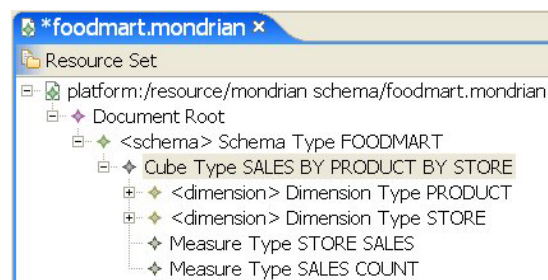 *foodmart.mondrian
Resource Set
platform:/resource/mondrian schema/foodmart.mondrian
Document Root
<schema> Schema Type FOODMART
Cube Type SALES BY PRODUCT BY STORE
<dimension> Dimension Type PRODUCT
<dimension> Dimension Type STORE
Measure Type STORE SALES
Measure Type SALES COUNT